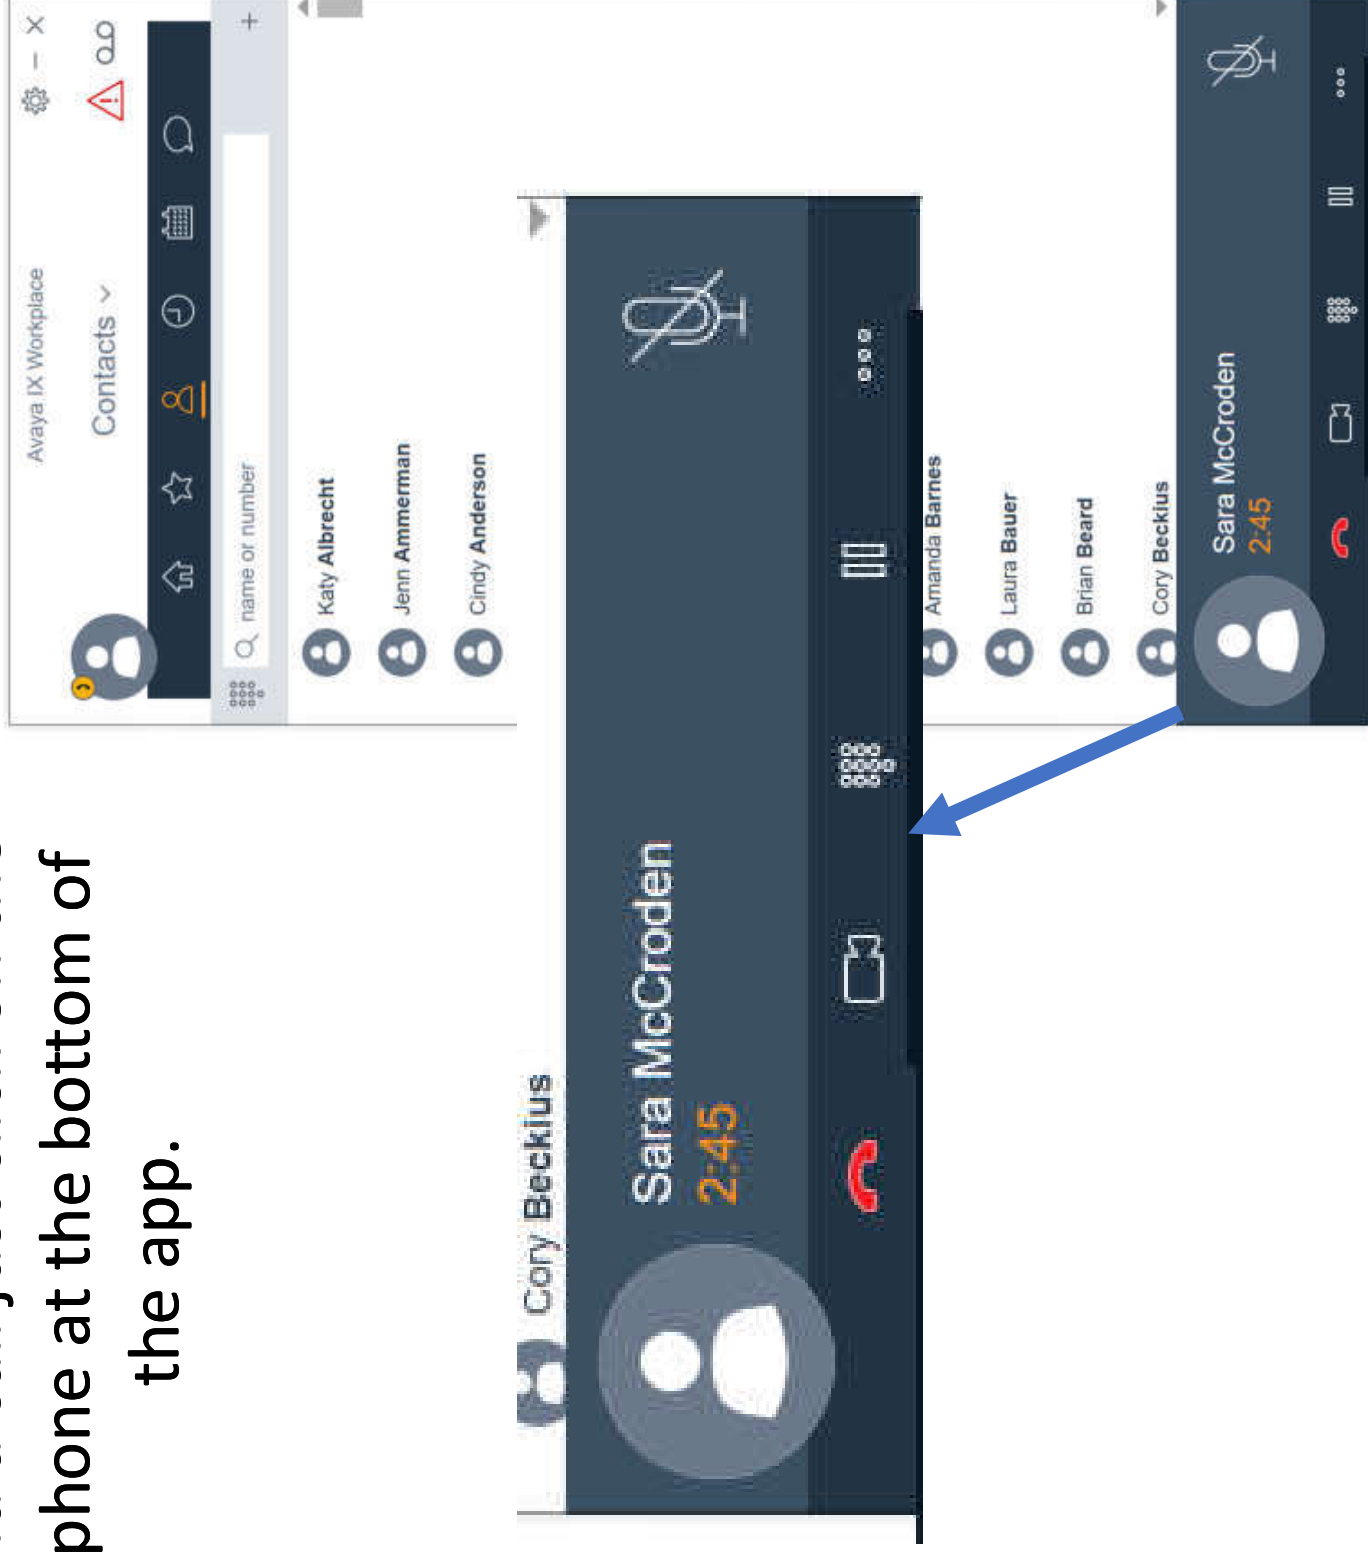 phone at the bottom of
the app.
Avaya IX Workplace
Contacts
name or number
Katy Albrecht
Jenn Ammerman
Cindy Anderson
Cory Beckius
Sara McCroden
2:45
Amanda Barnes
Laura Bauer
Brian Beard
Cory Beckius
Sara McCroden
2:45